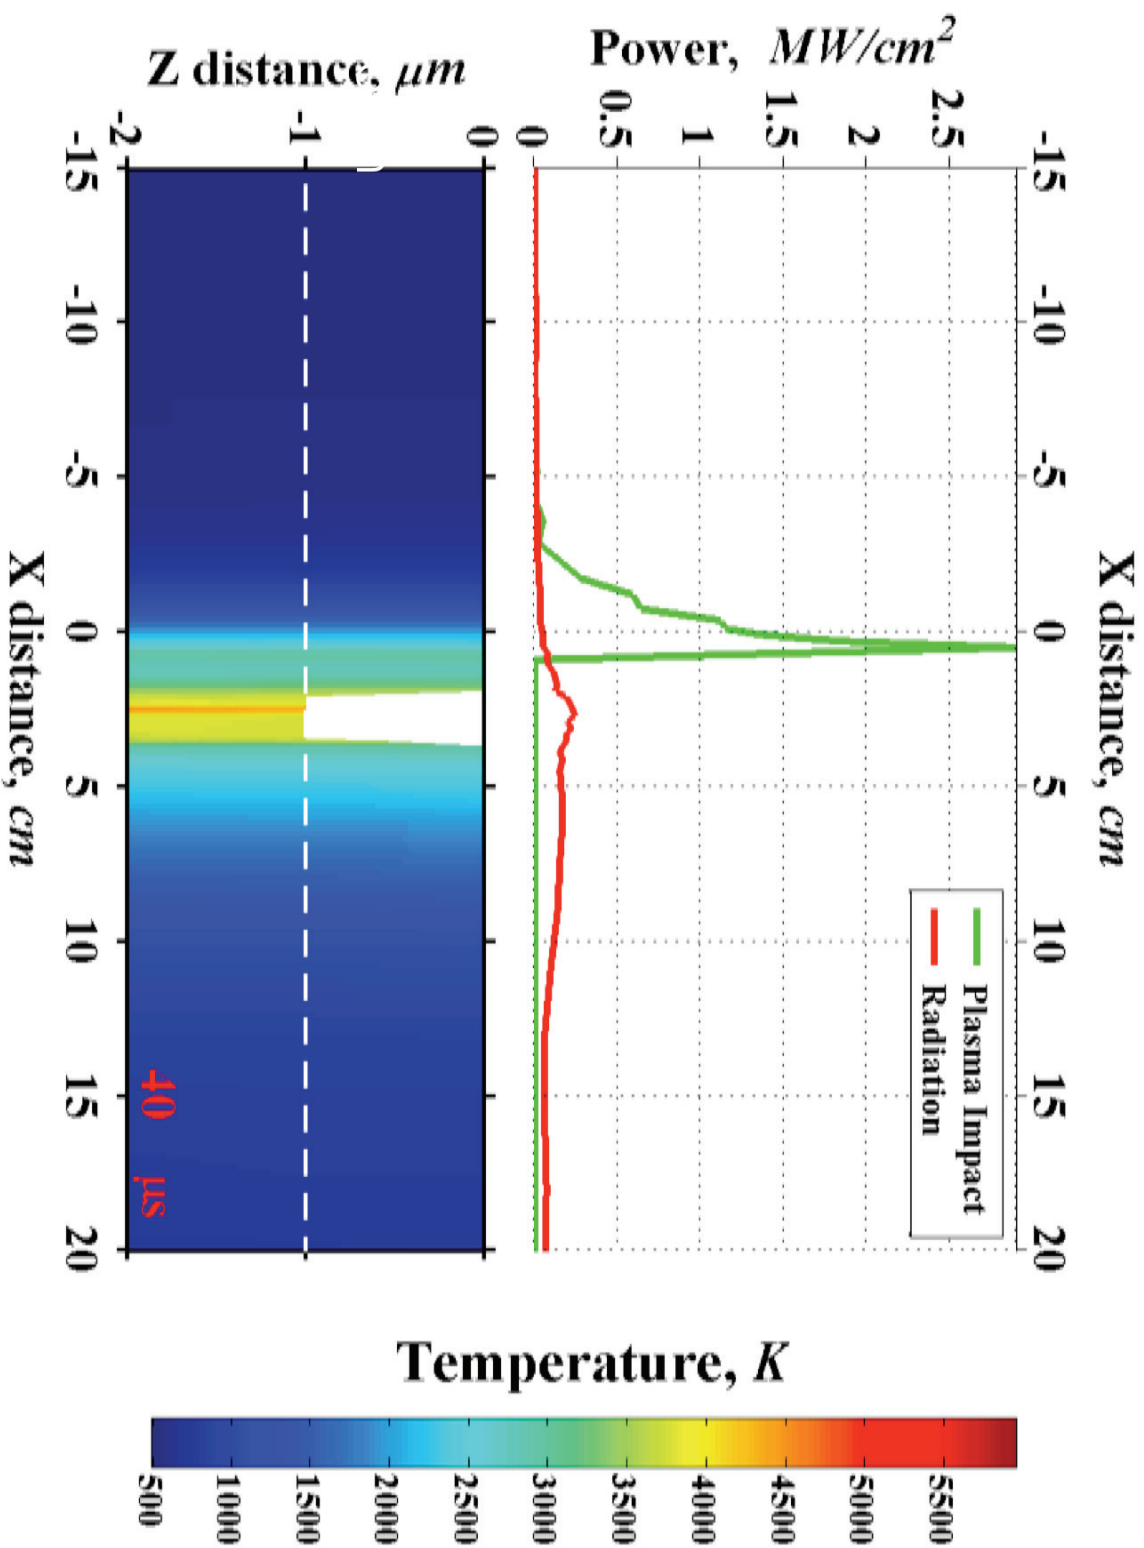 X distance, cm
-15 -10 -5 0 5 10 15 20
Power, MW/cm²
2.5
2
1.5
1
0.5
0
Plasma Impact
Radiation
Z distance, μm
0
-1
-2
40 μs
-15 -10 -5 0 5 10 15 20
X distance, cm
Temperature, K
5500
5000
4500
4000
3500
3000
2500
2000
1500
1000
500